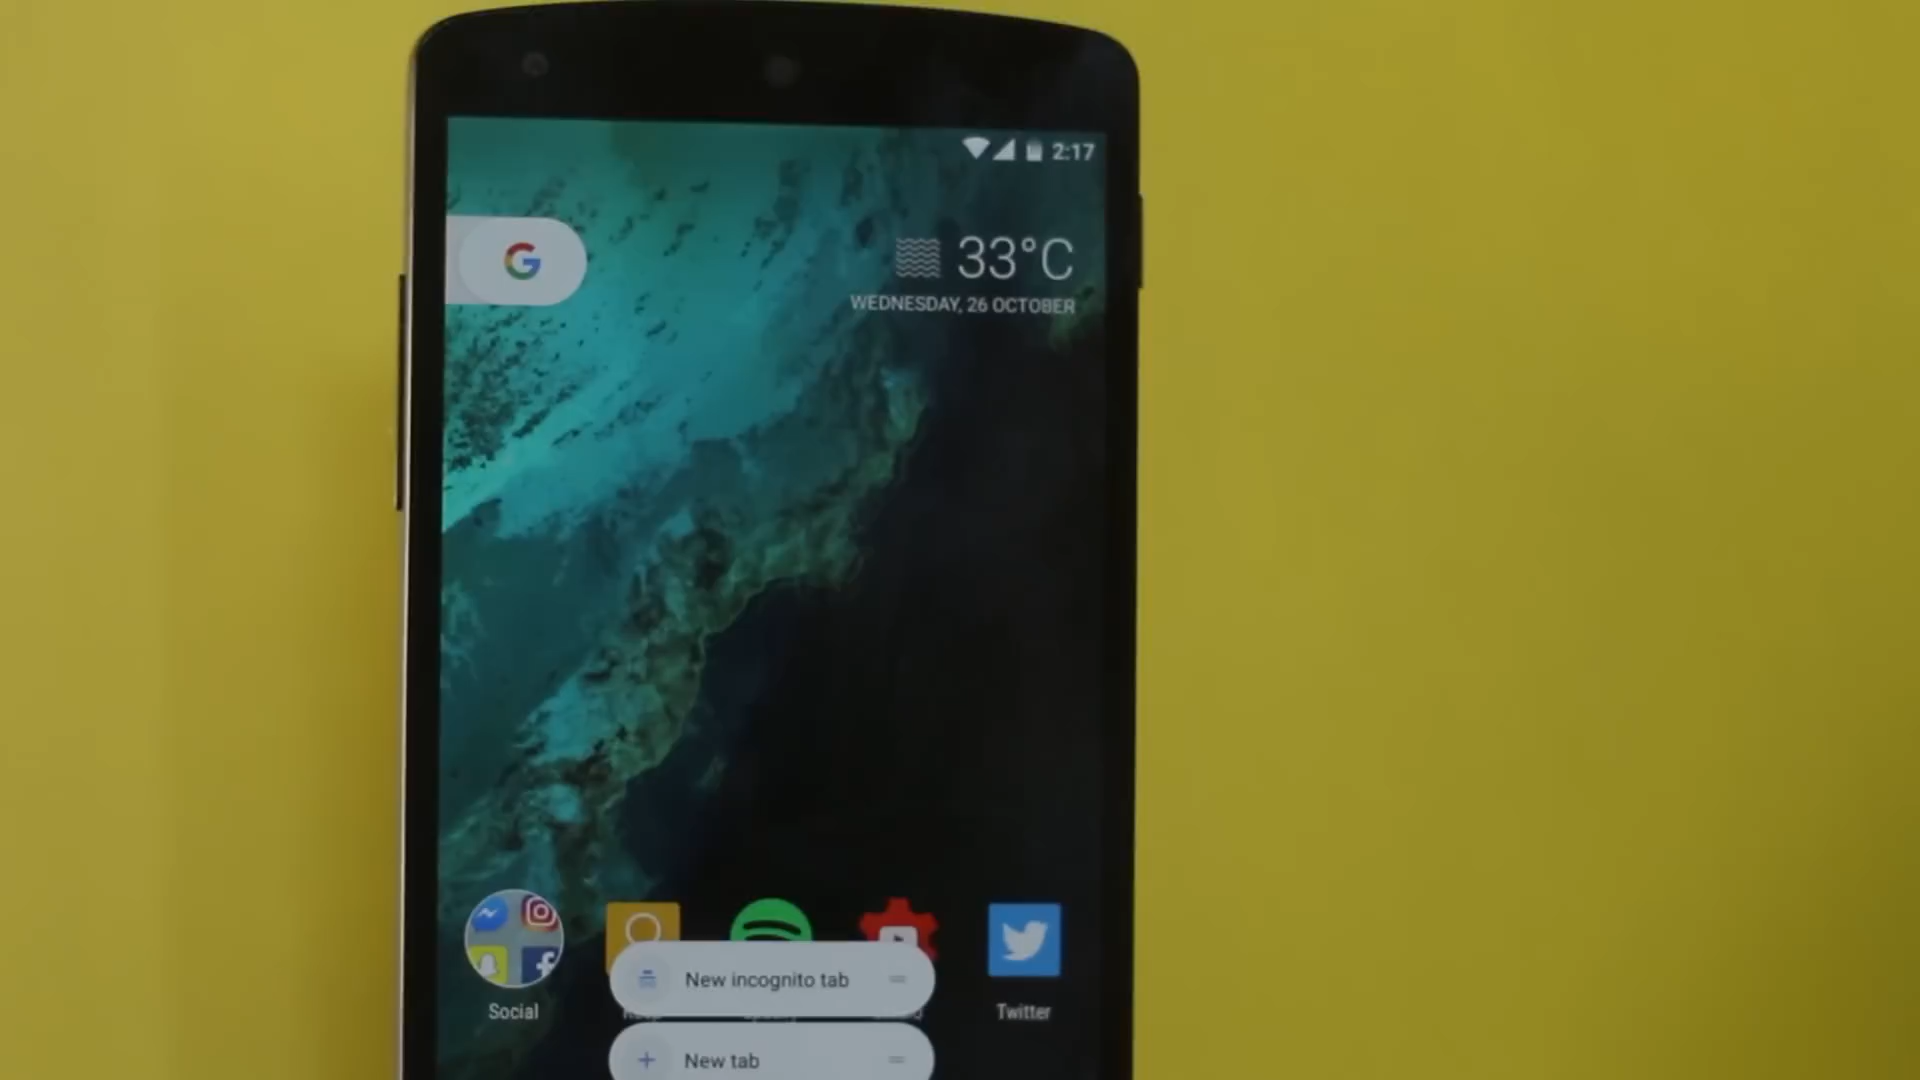 2:17
G
33°C
WEDNESDAY, 26 OCTOBER
New incognito tab
Social
Twitter
New tab